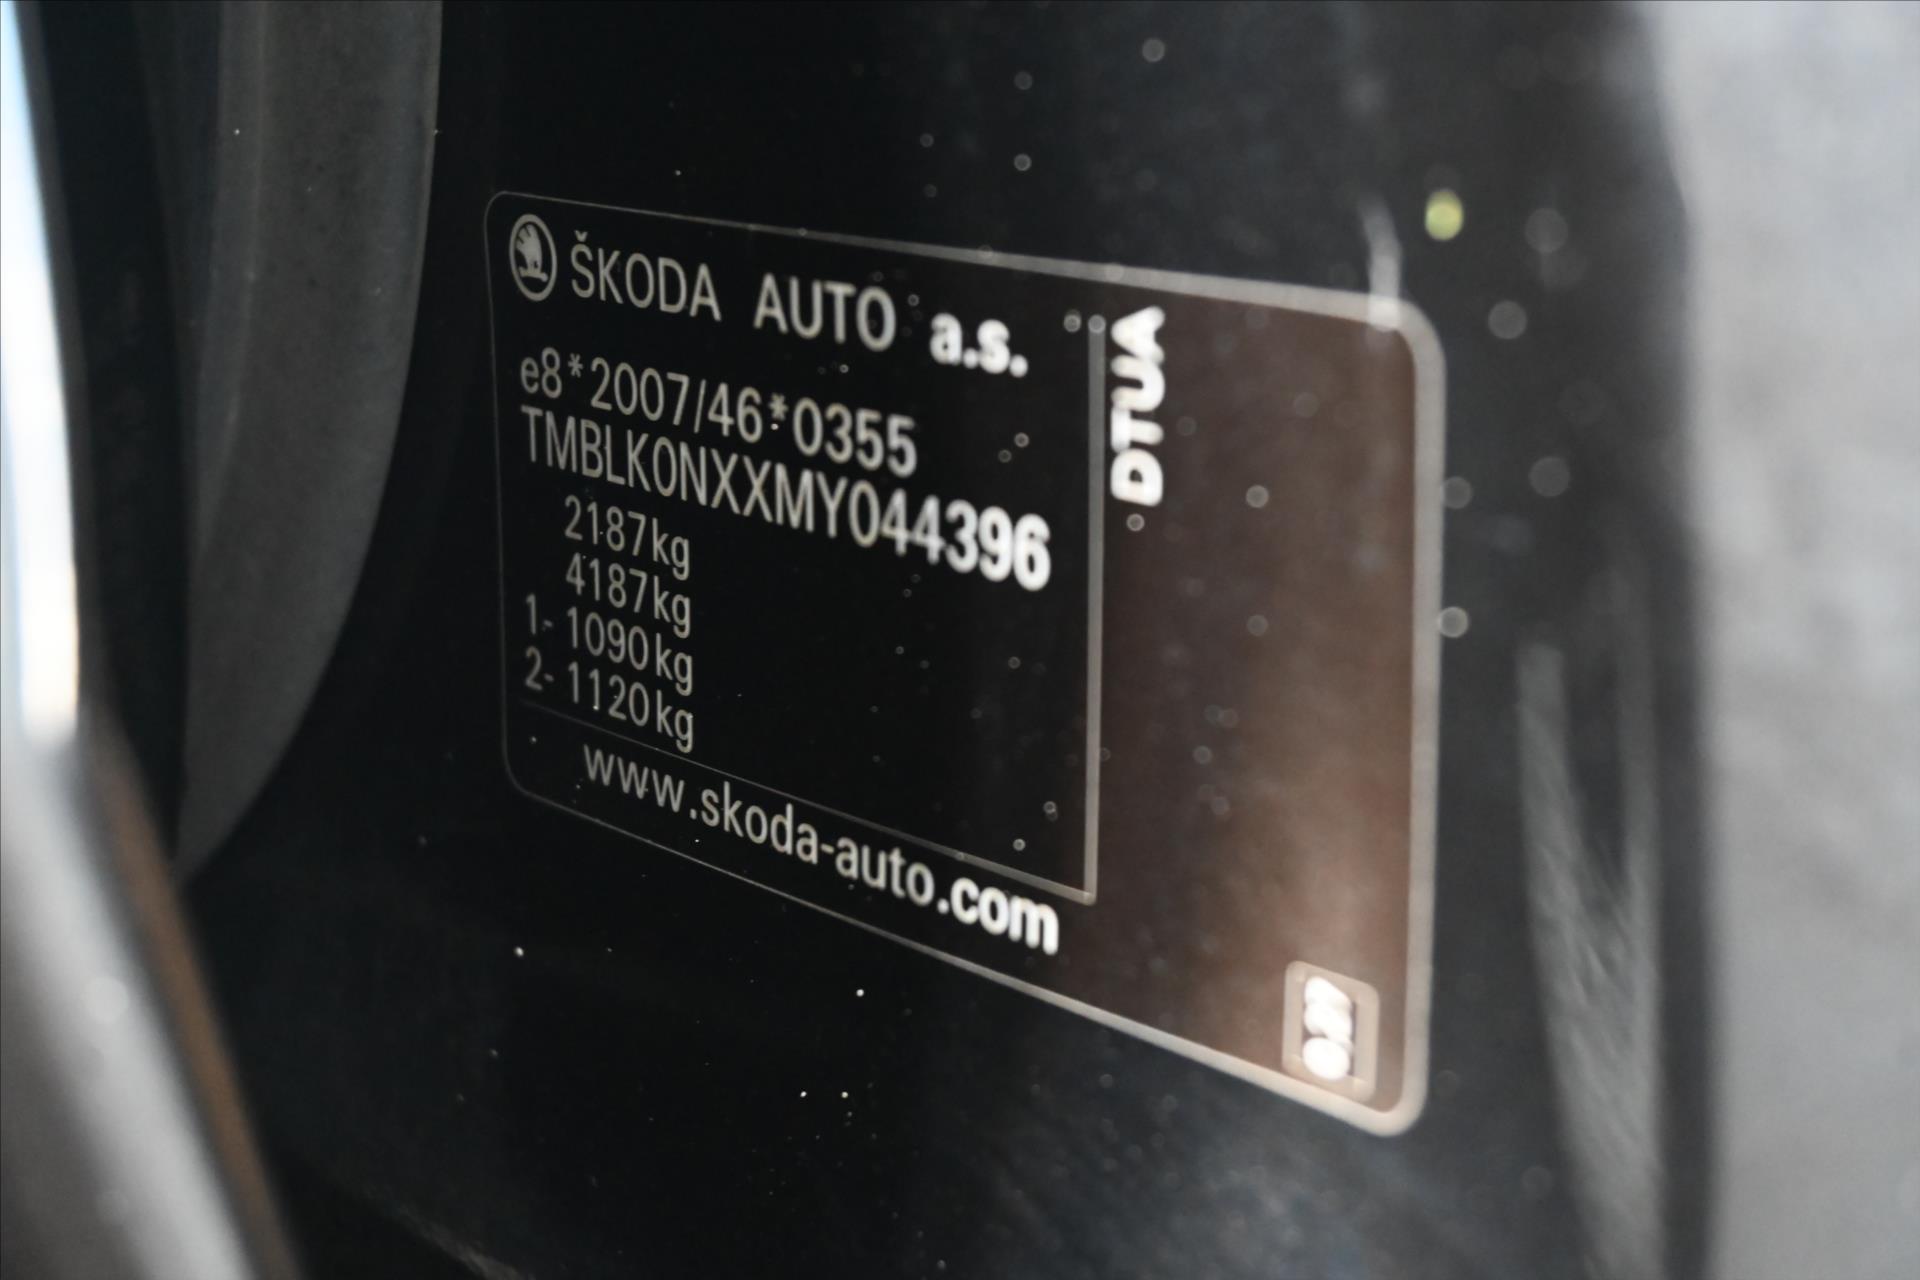 ŠKODA AUTO a.s.
e8*2007/46*0355
TMBLK0NXXMY044396
2187kg
4187kg
1- 1090kg
2- 1120kg
www.skoda-auto.com
DTUA